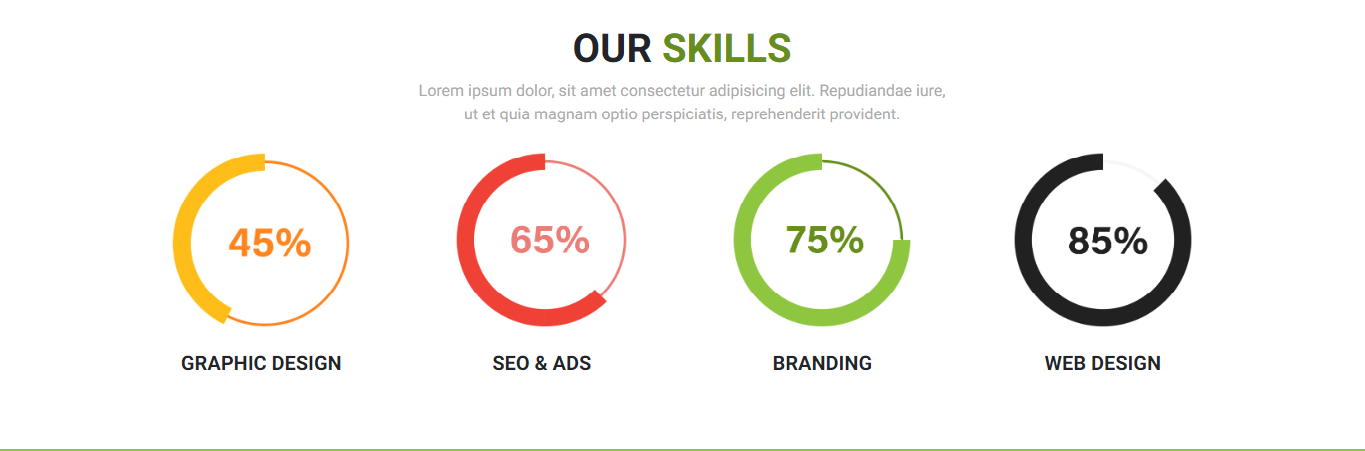 OUR SKILLS
Lorem ipsum dolor, sit amet consectetur adipisicing elit. Repudiandae iure,
ut et quia magnam optio perspiciatis, reprehenderit provident.
45%
65%
75%
85%
GRAPHIC DESIGN
SEO & ADS
BRANDING
WEB DESIGN